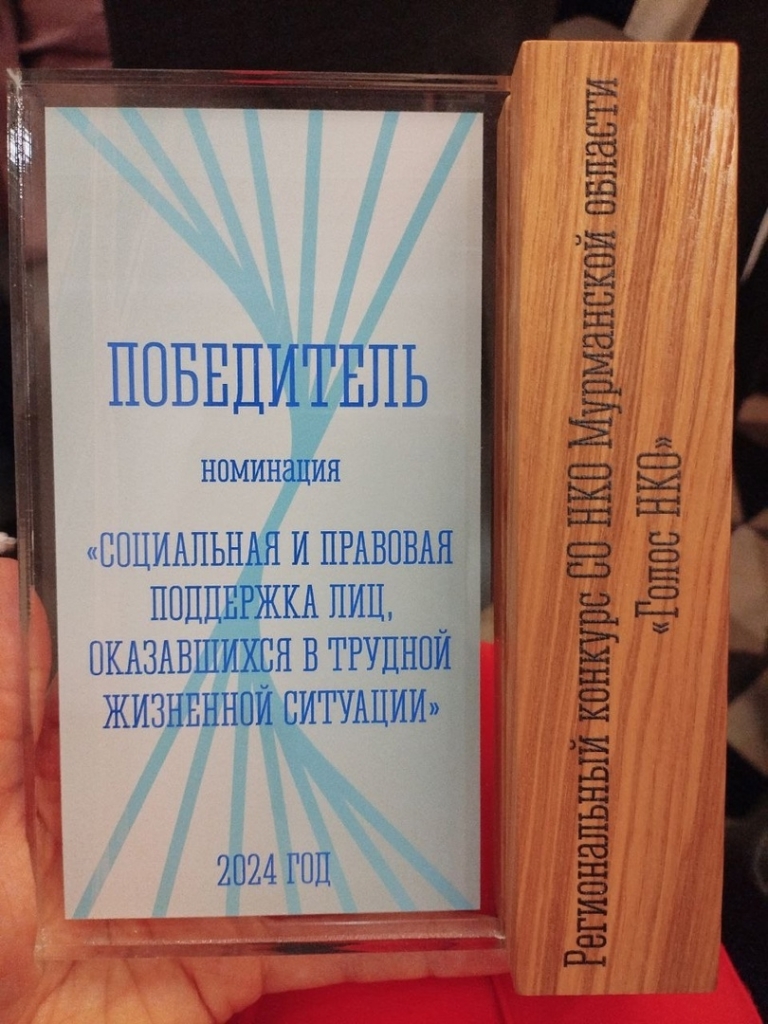 ПОБЕДИТЕЛЬ
номинация
«СОЦИАЛЬНАЯ И ПРАВОВАЯ
ПОДДЕРЖКА ЛИЦ,
ОКАЗАВШИХСЯ В ТРУДНОЙ
ЖИЗНЕННОЙ СИТУАЦИИ»
2024 ГОД
Региональный конкурс СО НКО Мурманской области
«Голос НКО»